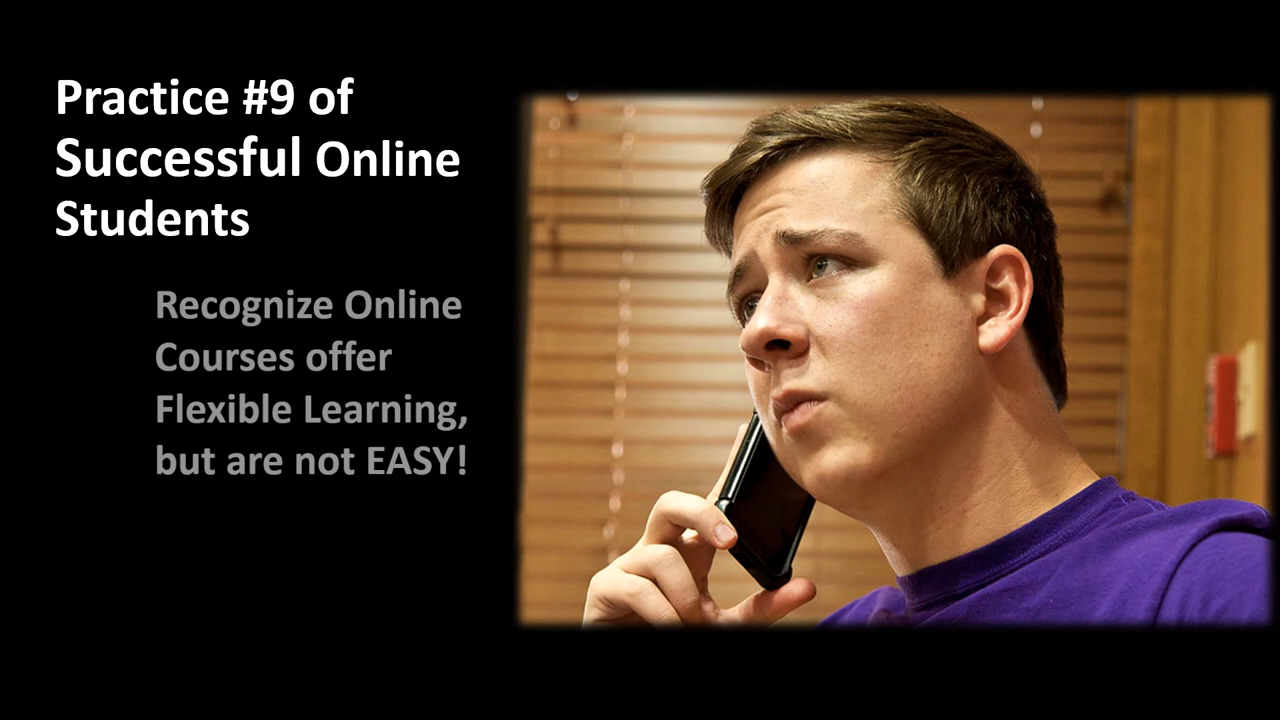 Practice #9 of
Successful Online
Students
Recognize Online
Courses offer
Flexible Learning,
but are not EASY!